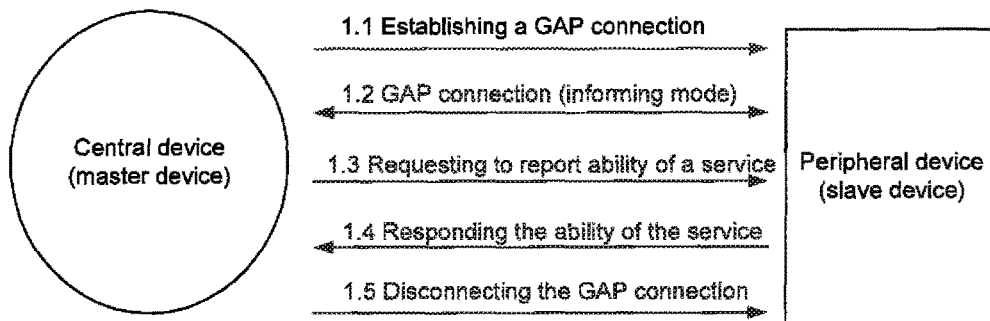 1.1 Establishing a GAP connection
1.2 GAP connection (informing mode)
Central device
(master device)
1.3 Requesting to report ability of a service
Peripheral device
(slave device)
1.4 Responding the ability of the service
1.5 Disconnecting the GAP connection